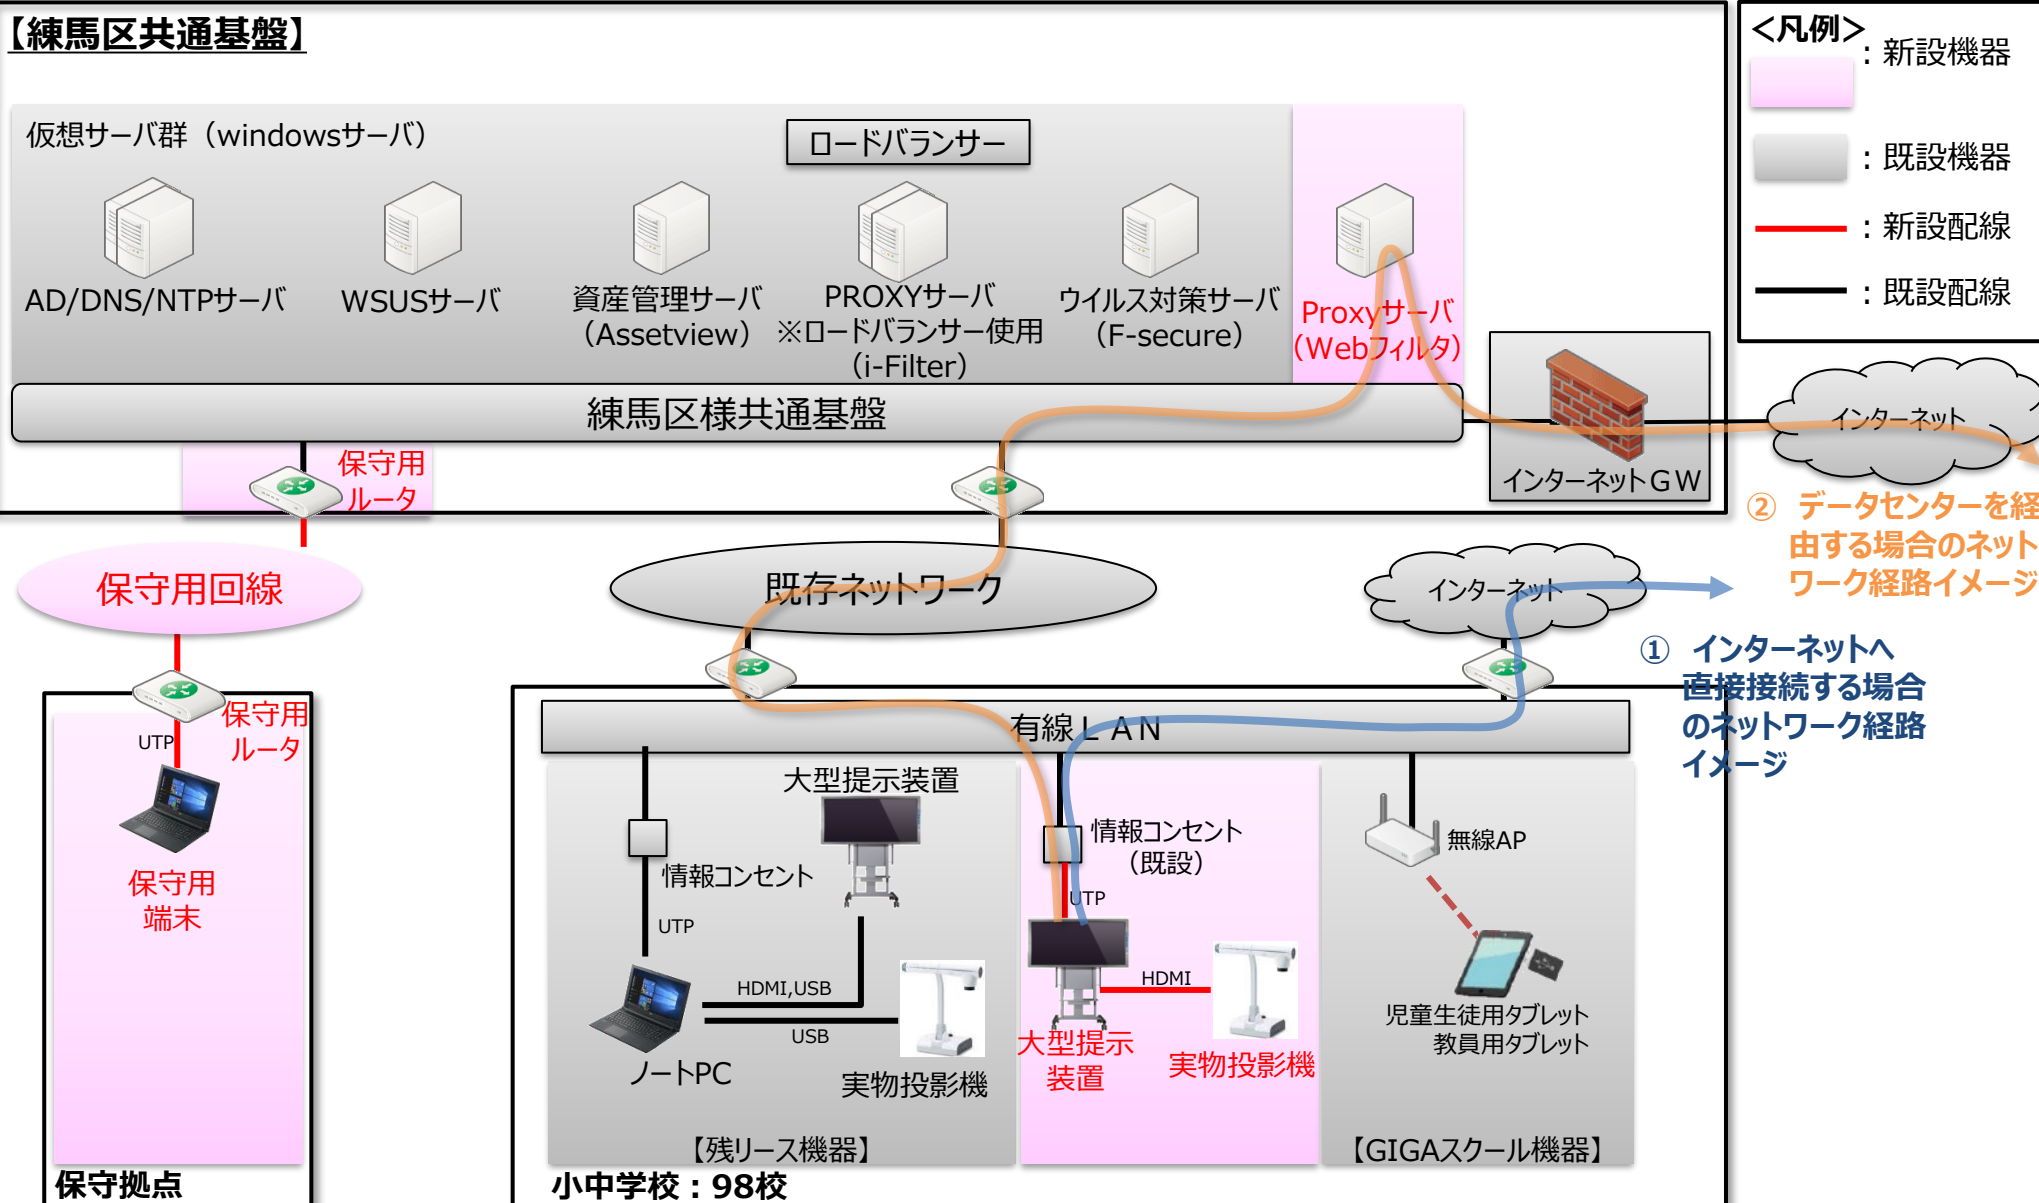 【練馬区共通基盤】
仮想サーバ群（windowsサーバ）
ロードバランサー
AD/DNS/NTPサーバ
WSUSサーバ
資産管理サーバ
（Assetview）
PROXYサーバ
※ロードバランサー使用
（i-Filter）
ウイルス対策サーバ
（F-secure）
Proxyサーバ
（Webフィルタ）
練馬区様共通基盤
インターネットＧＷ
インターネット
<凡例>
：新設機器
：既設機器
：新設配線
：既設配線
② データセンターを経
由する場合のネット
ワーク経路イメージ
保守用
ルータ
保守用回線
既存ネットワーク
インターネット
① インターネットへ
直接接続する場合
のネットワーク経路
イメージ
保守用
ルータ
UTP
保守用
端末
保守拠点
有線ＬＡＮ
大型提示装置
情報コンセント
UTP
HDMI,USB
USB
ノートPC
実物投影機
【残リース機器】
情報コンセント
（既設）
UTP
HDMI
大型提示
装置
実物投影機
無線AP
児童生徒用タブレット
教員用タブレット
【GIGAスクール機器】
小中学校：98校